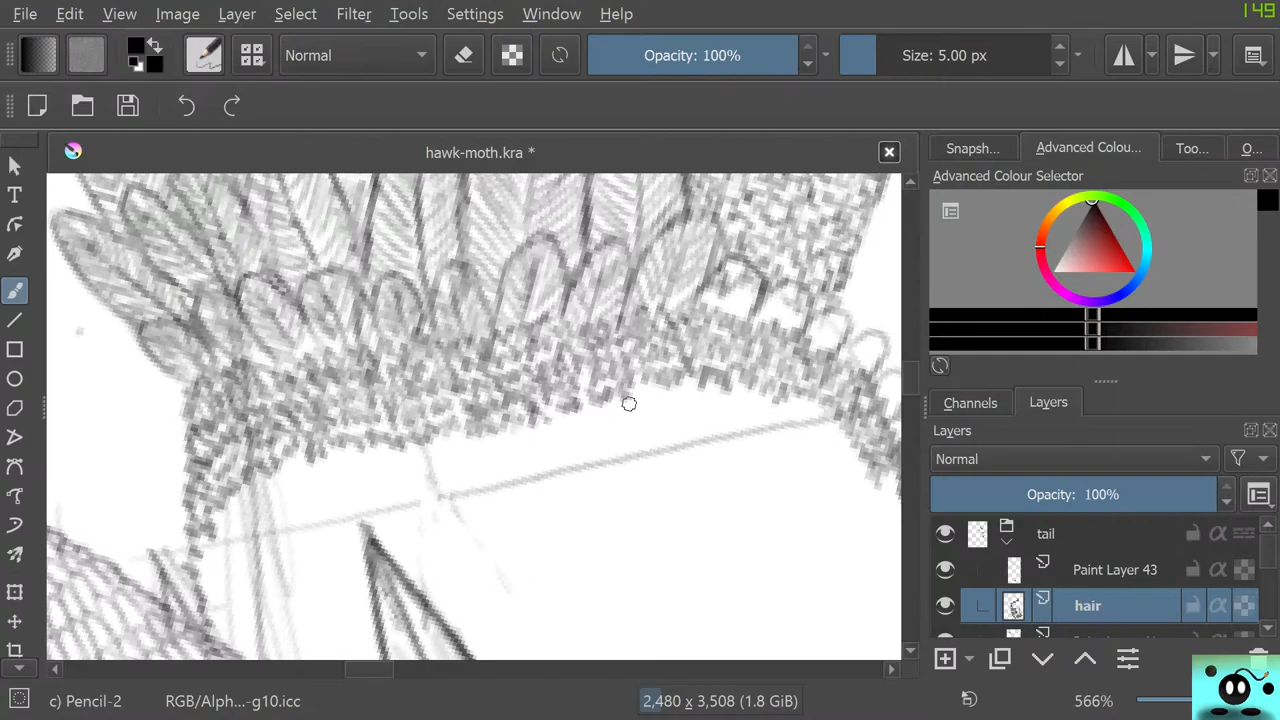 File Edit View Image Layer Select Filter Tools Settings Window Help
149
Normal Opacity: 100% Size: 5.00 px
hawk-moth.kra *
Snapsh... Advanced Colou... Too... O...
Advanced Colour Selector
Channels Layers
Layers
Normal
Opacity: 100%
tail
Paint Layer 43
hair
c) Pencil-2 RGB/Alph...-g10.icc 2,480 x 3,508 (1.8 GiB) 566%